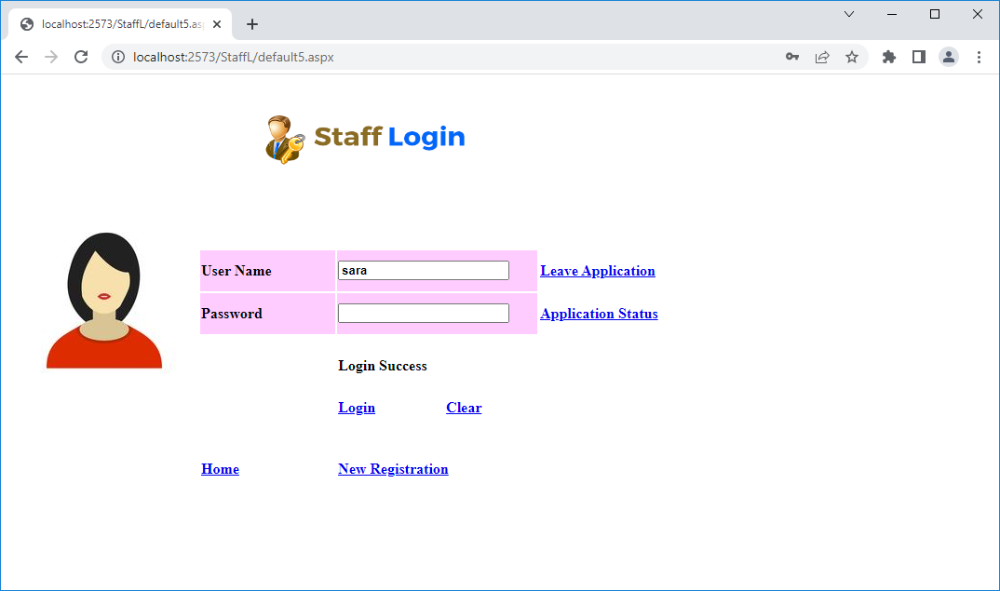 localhost:2573/StaffL/default5.asp
localhost:2573/StaffL/default5.aspx
Staff Login
User Name sara Leave Application
Password Application Status
Login Success
Login Clear
Home New Registration